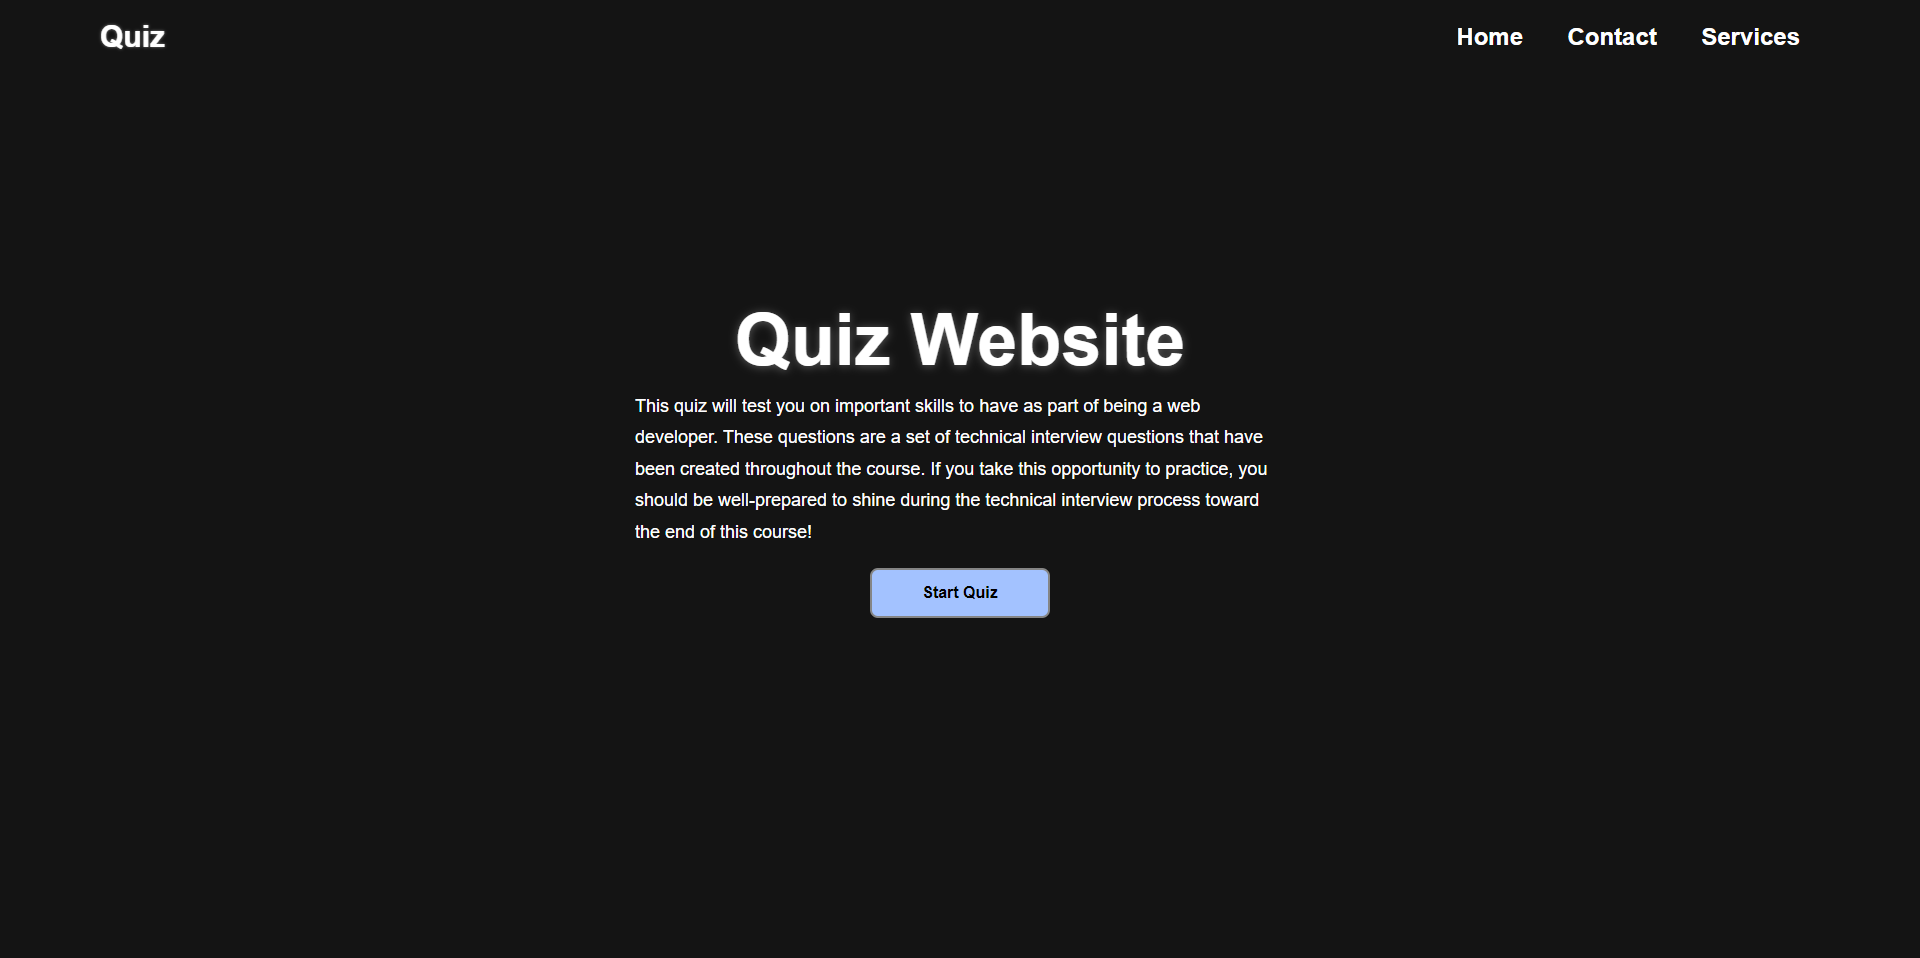 Quiz
Home Contact Services
Quiz Website
This quiz will test you on important skills to have as part of being a web
developer. These questions are a set of technical interview questions that have
been created throughout the course. If you take this opportunity to practice, you
should be well-prepared to shine during the technical interview process toward
the end of this course!
Start Quiz